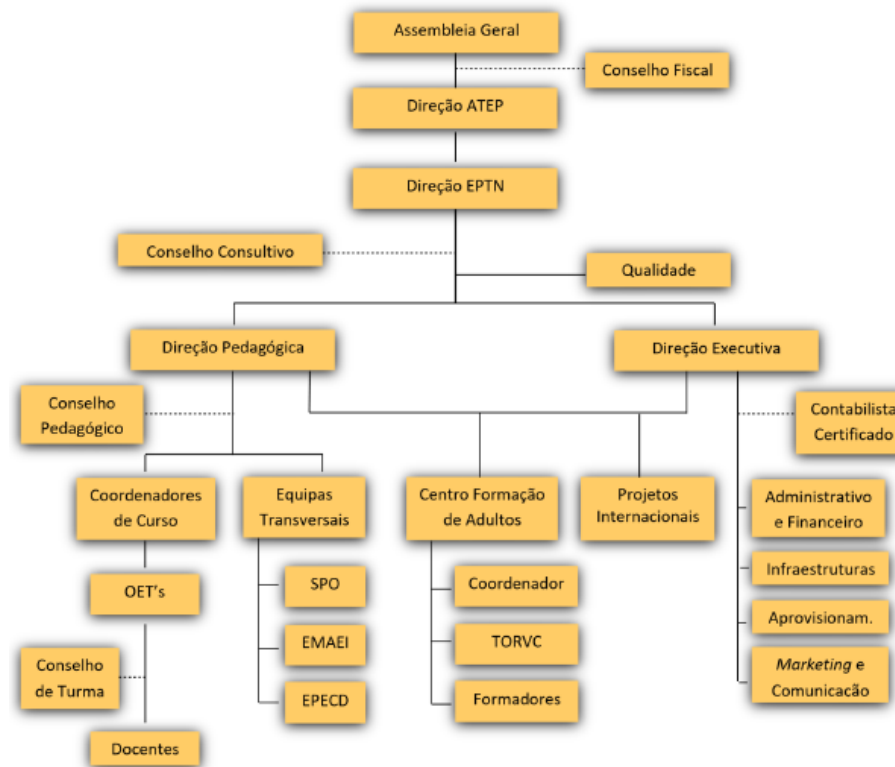 Assembleia Geral
Conselho Fiscal
Direção ATEP
Direção EPTN
Conselho Consultivo
Qualidade
Direção Pedagógica
Direção Executiva
Conselho
Pedagógico
Contabilista
Certificado
Coordenadores
de Curso
Equipas
Transversais
Centro Formação
de Adultos
Projetos
Internacionais
Administrativo
e Financeiro
OET's
SPO
Coordenador
Infraestruturas
EMAEI
TORVC
Aprovisionam.
Conselho
de Turma
Marketing e
Comunicacão
EPECD
Formadores
Docentes